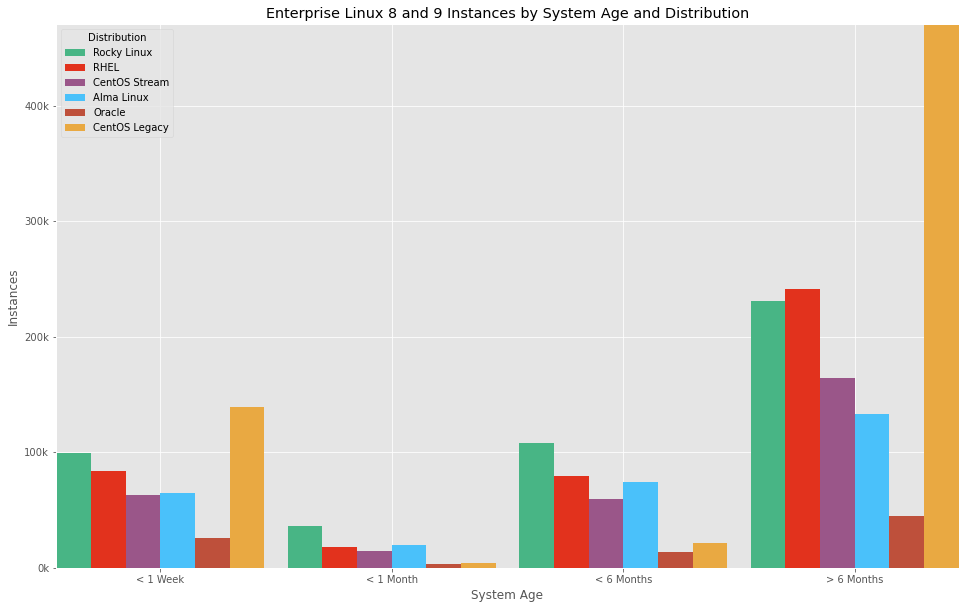 Enterprise Linux 8 and 9 Instances by System Age and Distribution
Distribution
Rocky Linux
RHEL
CentOS Stream
Alma Linux
Oracle
CentOS Legacy
Instances
400k
300k
200k
100k
0k
< 1 Week
< 1 Month
< 6 Months
> 6 Months
System Age